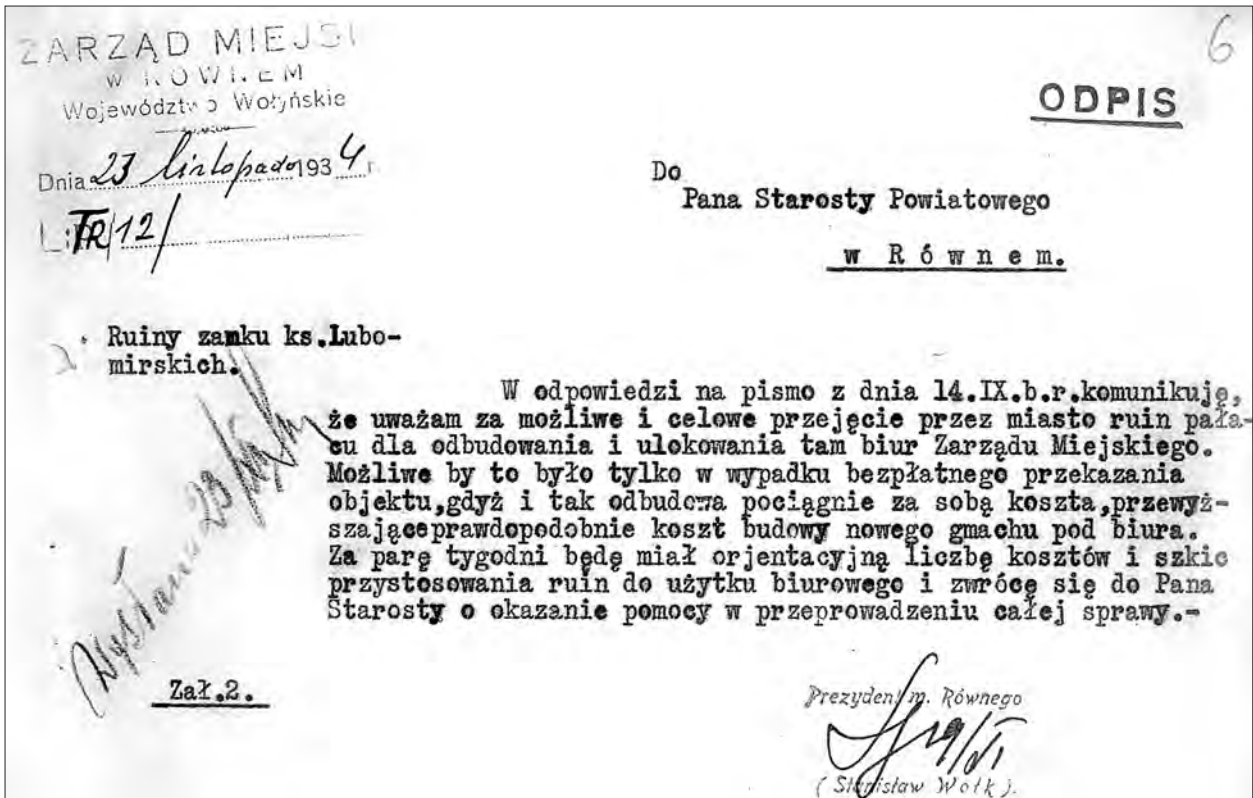 6
ZARZĄD MIEJSKI
w RÓWNEM
Województwo Wołyńskie
Dnia 23 listopada 1934 r.
L: TR/12/
ODPIS
Do
Pana Starosty Powiatowego
w Równem.
Ruiny zamku ks.Lubo-
mirskich.
W odpowiedzi na pismo z dnia 14.IX.b.r.komunikuję,
że uważam za możliwe i celowe przejęcie przez miasto ruin pała-
cu dla odbudowania i ulokowania tam biur Zarządu Miejskiego.
Możliwe by to było tylko w wypadku bezpłatnego przekazania
objektu,gdyż i tak odbudowa pociągnie za sobą koszta,przewyż-
szająceprawdopodobnie koszt budowy nowego gmachu pod biura.
Za parę tygodni będę miał orjentacyjną liczbę kosztów i szkic
przystosowania ruin do użytku biurowego i zwrócę się do Pana
Starosty o okazanie pomocy w przeprowadzeniu całej sprawy.-
Wysłano 23
Zał.2.
Prezydent m. Równego
(Stanisław Wołk).